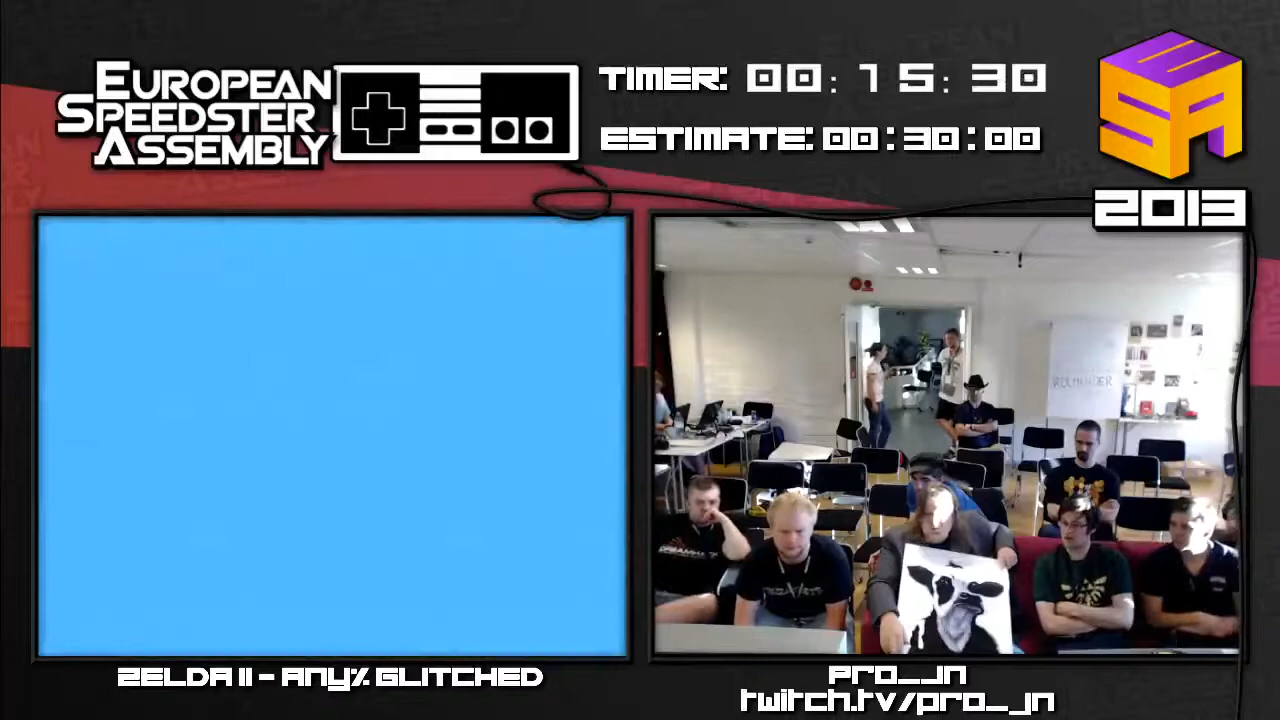 EUROPEAN
SPEEDSTER
ASSEMBLY
TIMER: 00:15:30
ESTIMATE: 00:30:00
SA
2013
ZELDA II - ANY% GLITCHED
PRO_JN
TWITCH.TV/PRO_JN